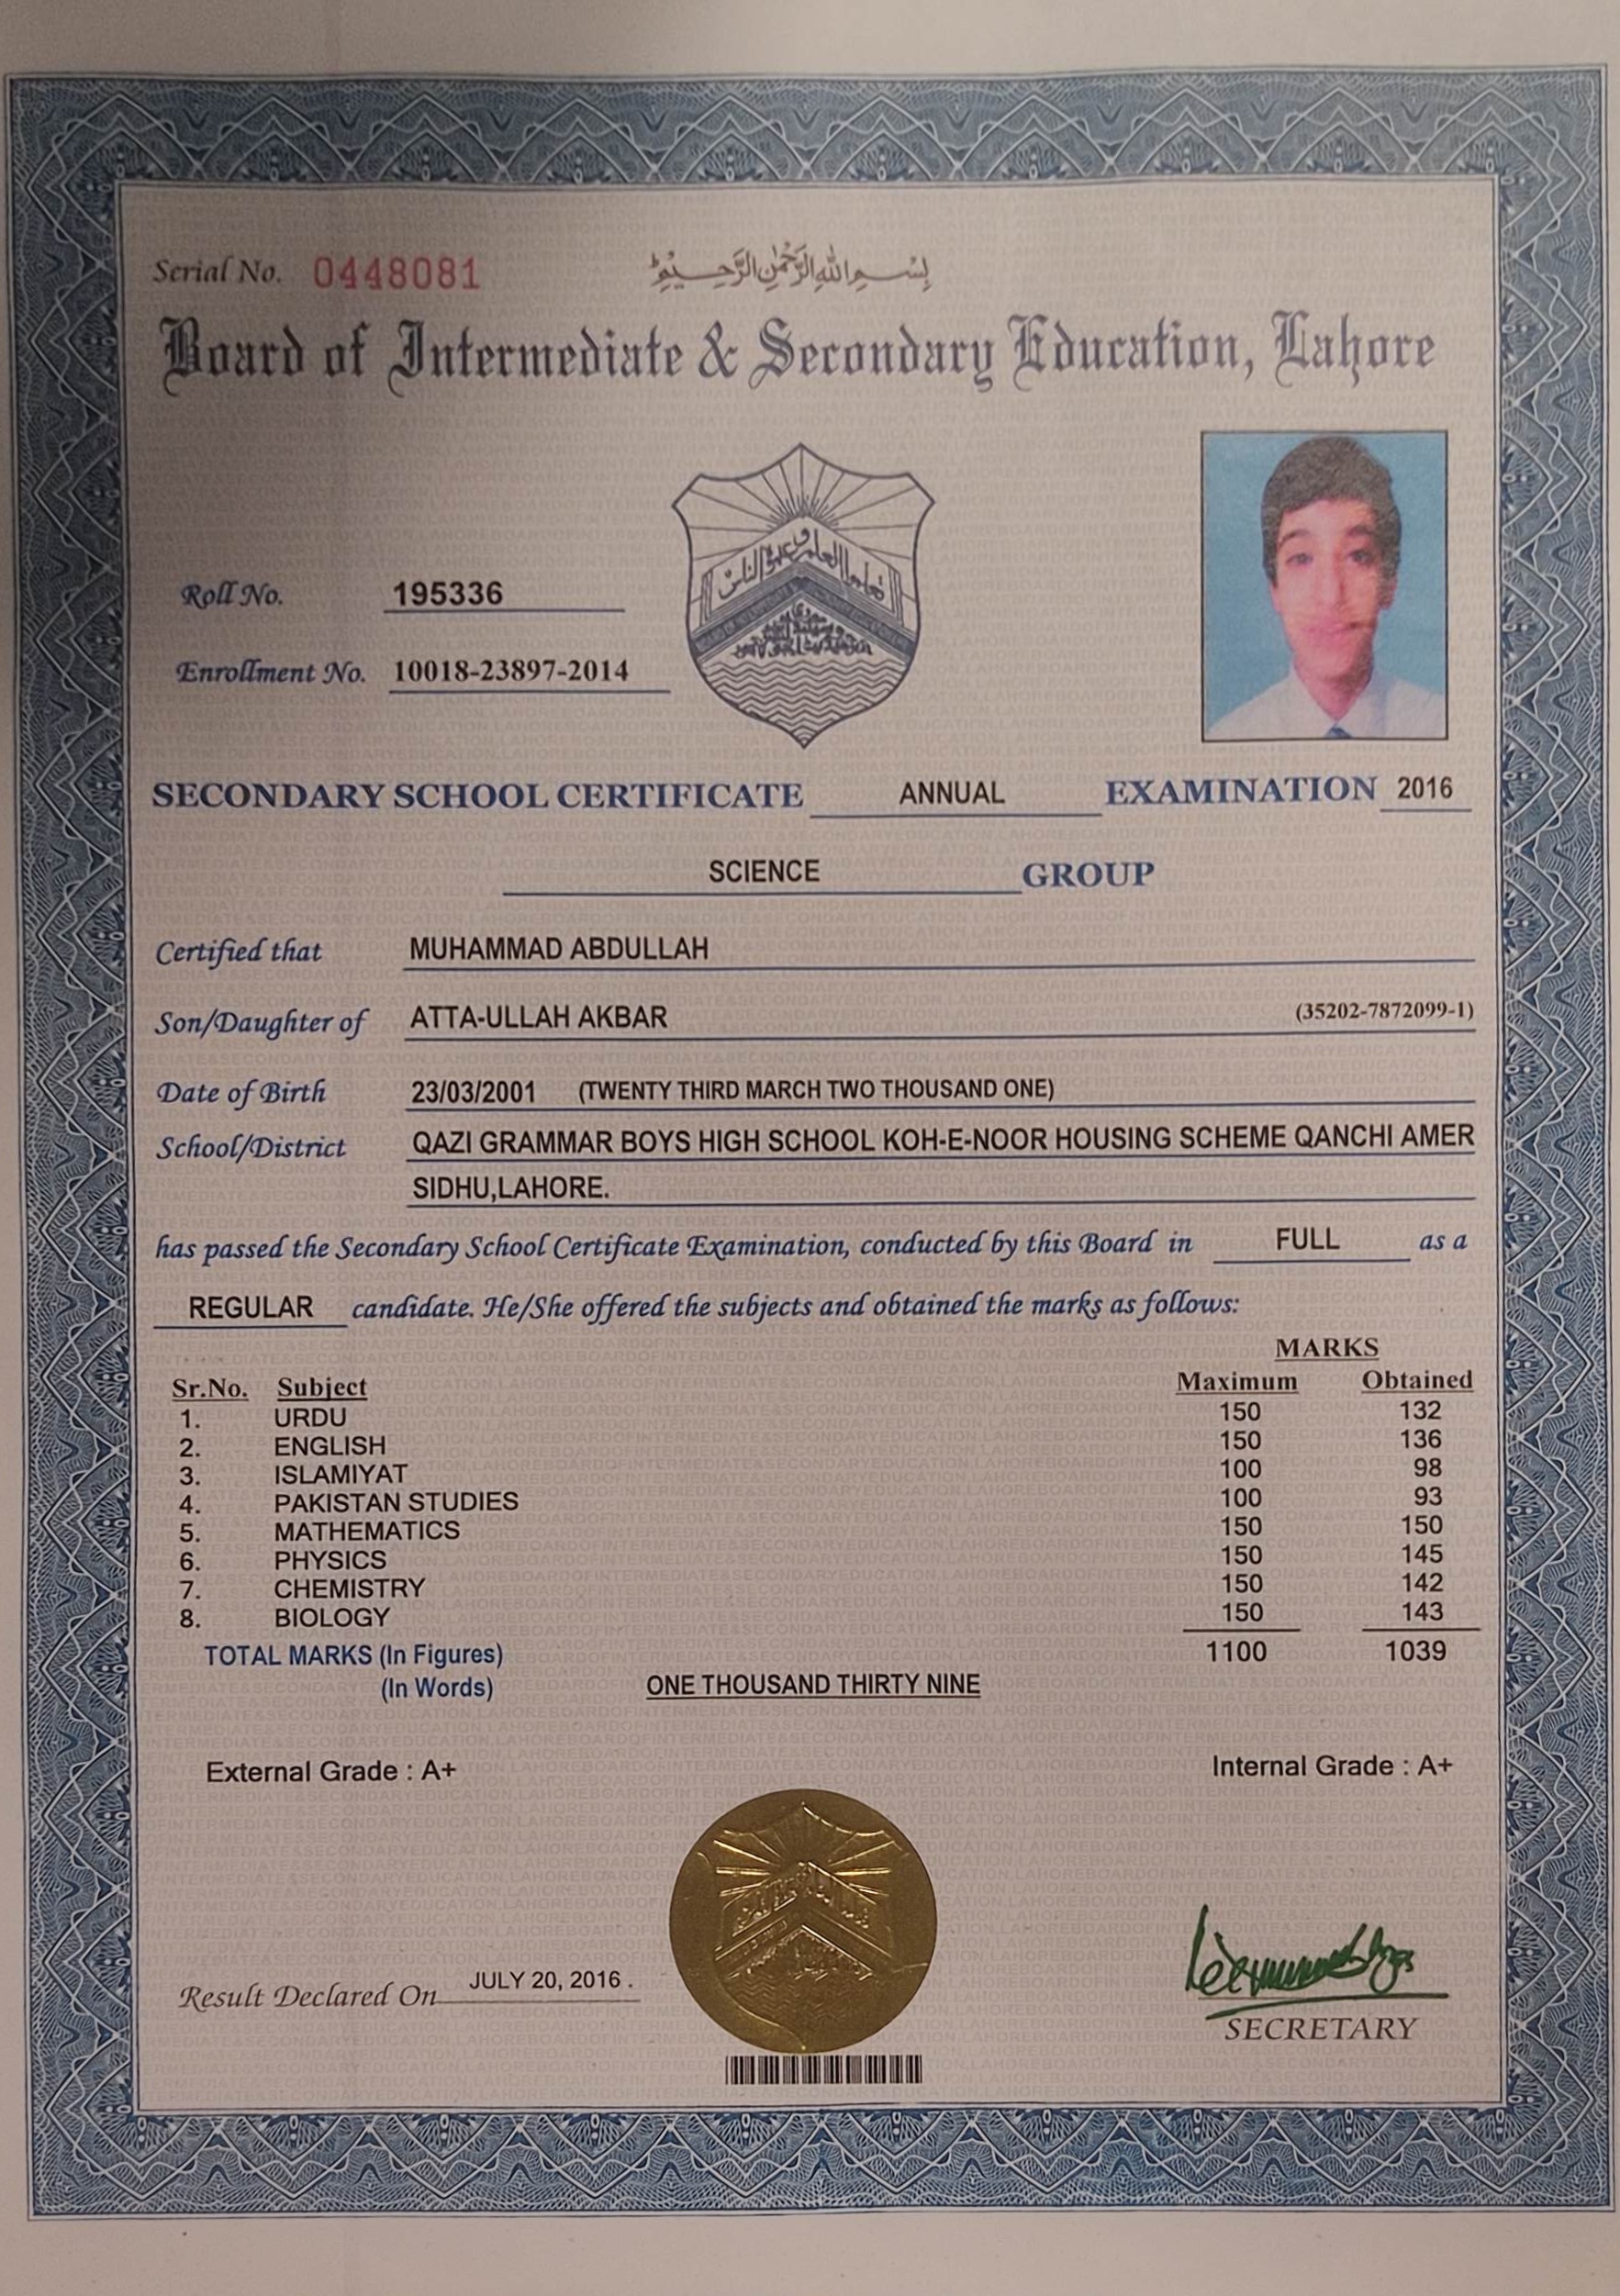 Serial No. 0448081
بِسْمِ اللهِ الرَّحْمٰنِ الرَّحِيْمِ
Board of Intermediate & Secondary Education, Lahore
Roll No. 195336
Enrollment No. 10018-23897-2014
SECONDARY SCHOOL CERTIFICATE ANNUAL EXAMINATION 2016
SCIENCE GROUP
Certified that MUHAMMAD ABDULLAH
Son/Daughter of ATTA-ULLAH AKBAR (35202-7872099-1)
Date of Birth 23/03/2001 (TWENTY THIRD MARCH TWO THOUSAND ONE)
School/District QAZI GRAMMAR BOYS HIGH SCHOOL KOH-E-NOOR HOUSING SCHEME QANCHI AMER
SIDHU,LAHORE.
has passed the Secondary School Certificate Examination, conducted by this Board in FULL as a
REGULAR candidate. He/She offered the subjects and obtained the marks as follows:
MARKS
Sr.No. Subject Maximum Obtained
1. URDU 150 132
2. ENGLISH 150 136
3. ISLAMIYAT 100 98
4. PAKISTAN STUDIES 100 93
5. MATHEMATICS 150 150
6. PHYSICS 150 145
7. CHEMISTRY 150 142
8. BIOLOGY 150 143
TOTAL MARKS (In Figures) 1100 1039
(In Words) ONE THOUSAND THIRTY NINE
External Grade : A+ Internal Grade : A+
Result Declared On JULY 20, 2016 .
SECRETARY